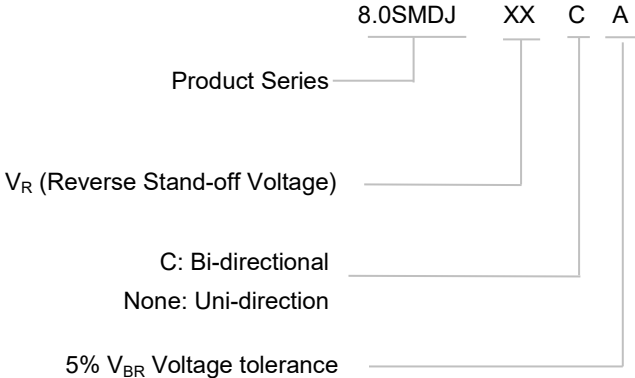 8.0SMDJ XX C A
Product Series
VR (Reverse Stand-off Voltage)
C: Bi-directional
None: Uni-direction
5% VBR Voltage tolerance